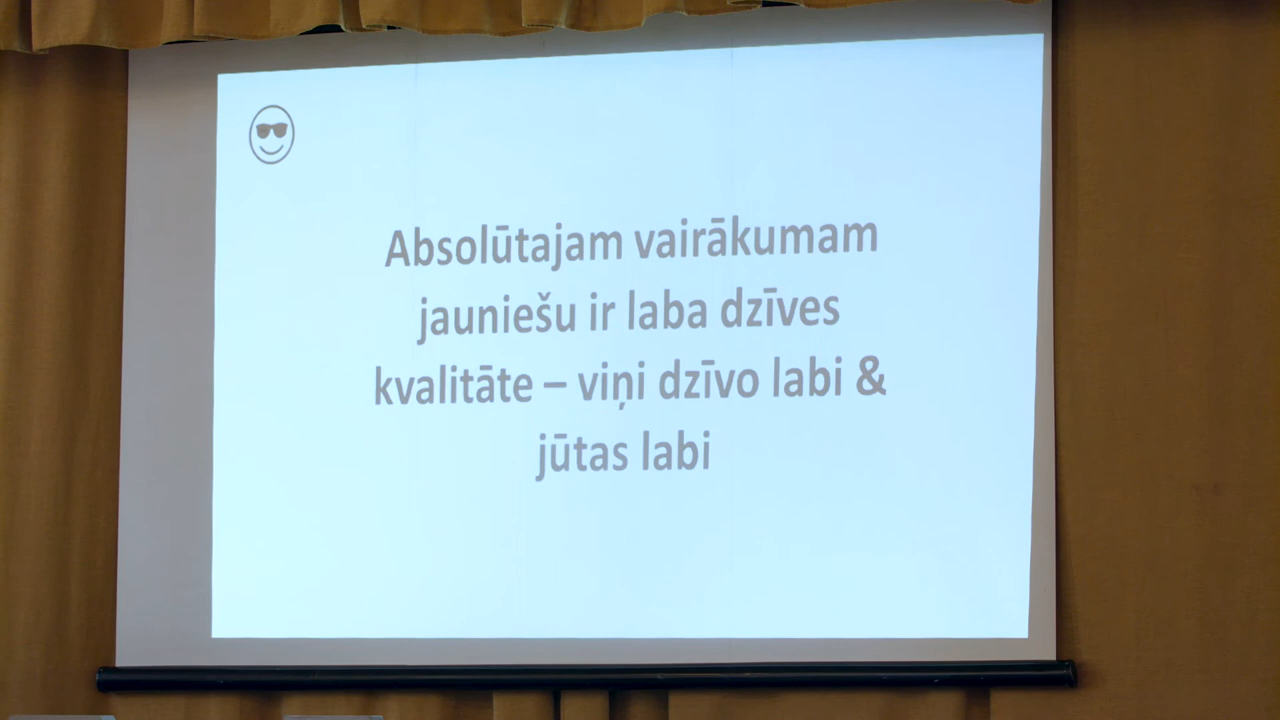 Absolūtajam vairākumam
jauniešu ir laba dzīves
kvalitāte – viņi dzīvo labi &
jūtas labi